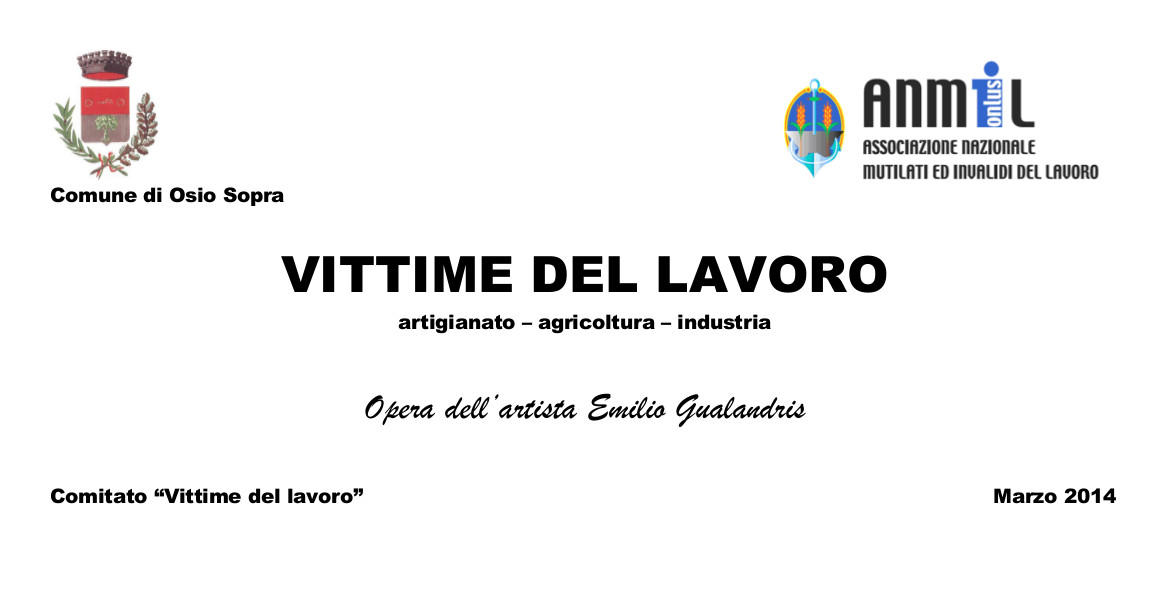 Comune di Osio Sopra
ANMiL
onlus
ASSOCIAZIONE NAZIONALE
MUTILATI ED INVALIDI DEL LAVORO
VITTIME DEL LAVORO
artigianato – agricoltura – industria
Opera dell'artista Emilio Gualandris
Comitato “Vittime del lavoro”
Marzo 2014